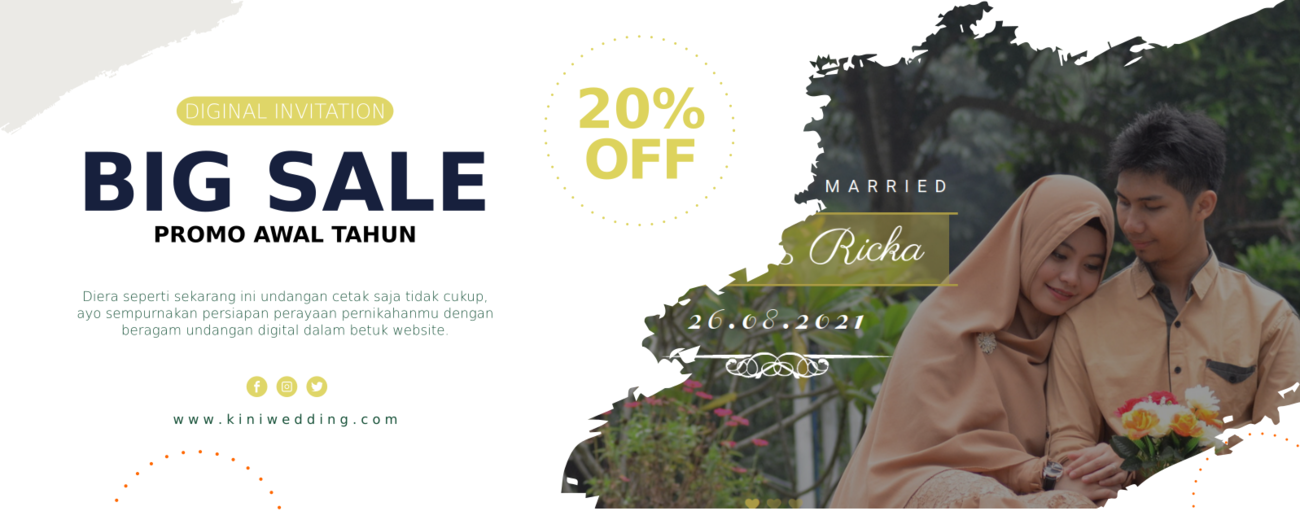 DIGINAL INVITATION
BIG SALE
PROMO AWAL TAHUN
Diera seperti sekarang ini undangan cetak saja tidak cukup,
ayo sempurnakan persiapan perayaan pernikahanmu dengan
beragam undangan digital dalam betuk website.
www.kiniwedding.com
20%
OFF
MARRIED
Ricka
26.08.2021